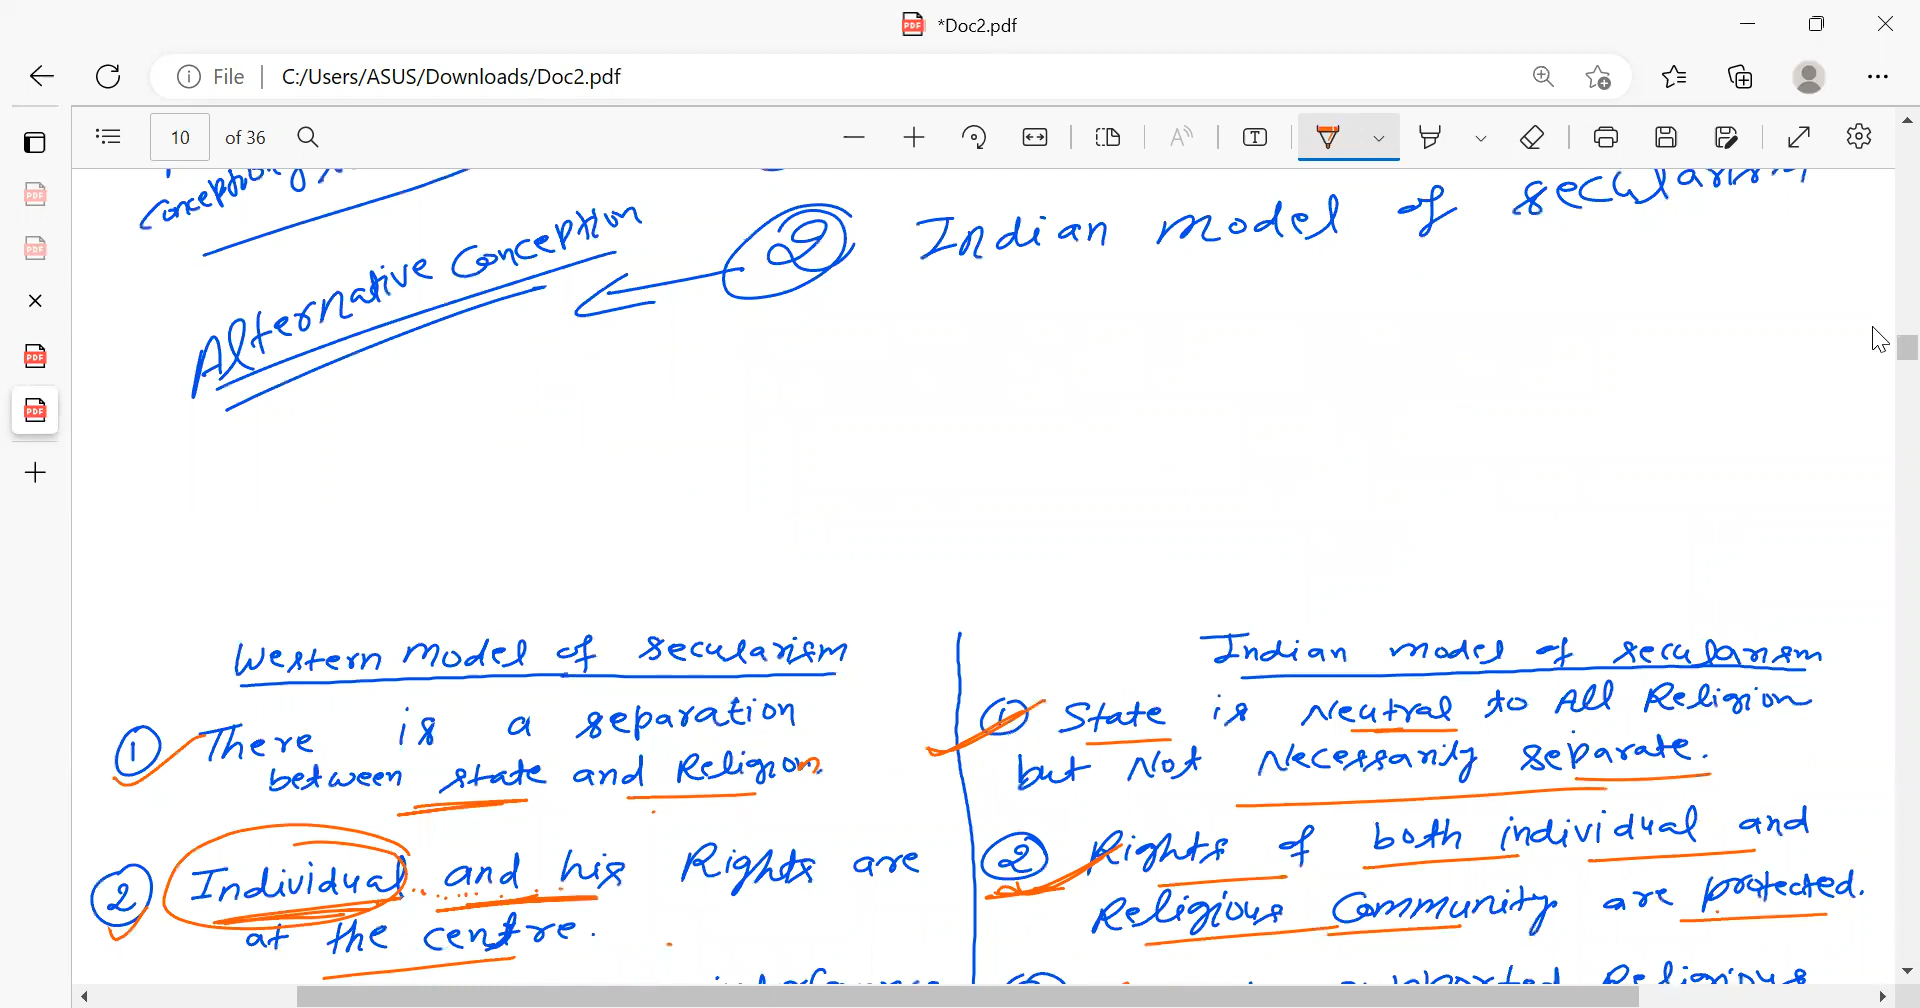 *Doc2.pdf
File C:/Users/ASUS/Downloads/Doc2.pdf
10 of 36
Alternative Conception
② Indian model of secularism
Western model of secularism
① There is a separation
between state and Religion.
② Individual and his Rights are
at the centre.
Indian model of secularism
① State is Neutral to All Religion
but Not Necessarily separate.
② Rights of both individual and
Religious Community are protected.
Religious